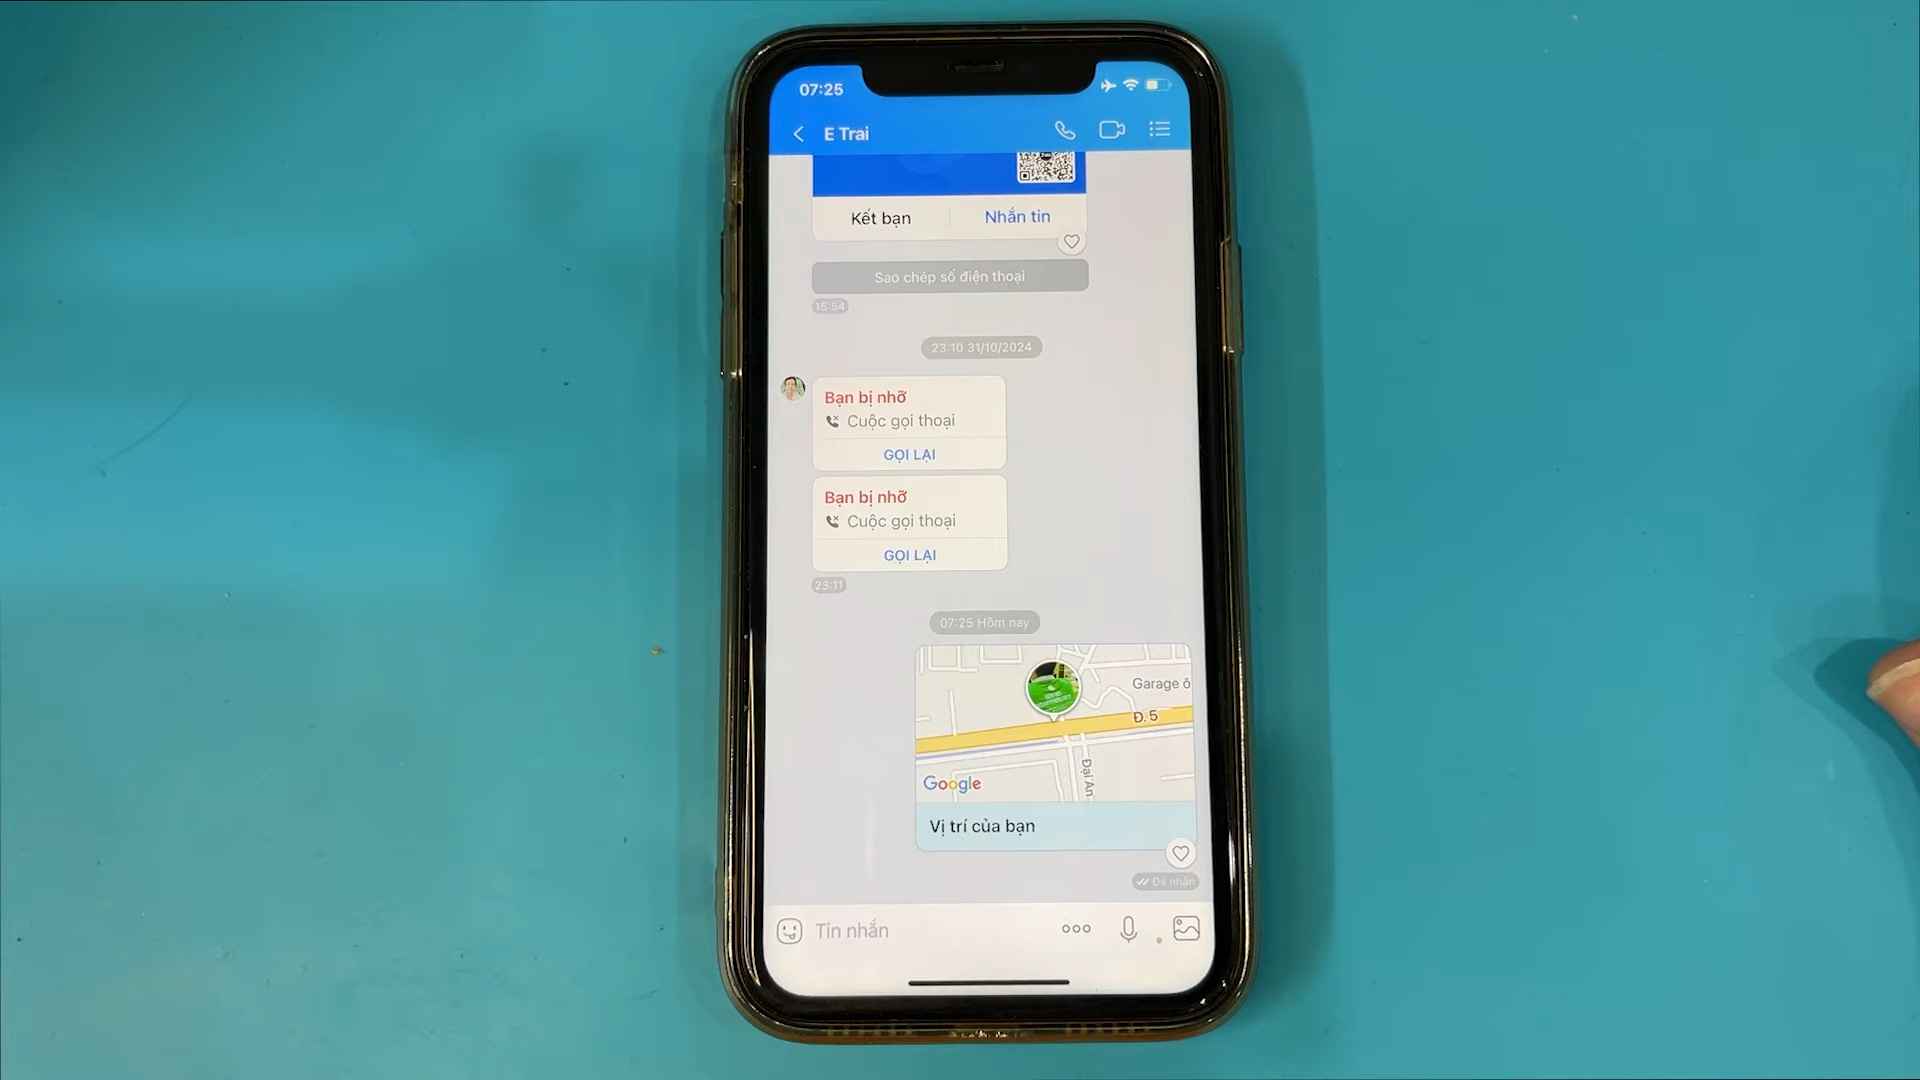 07:25
E Trai
Kết bạn
Nhắn tin
Sao chép số điện thoại
15:54
23:10 31/10/2024
Bạn bị nhỡ
Cuộc gọi thoại
GỌI LẠI
Bạn bị nhỡ
Cuộc gọi thoại
GỌI LẠI
23:11
07:25 Hôm nay
Garage ô
Đ. 5
Đại An
Google
Vị trí của bạn
Đã nhận
Tin nhắn